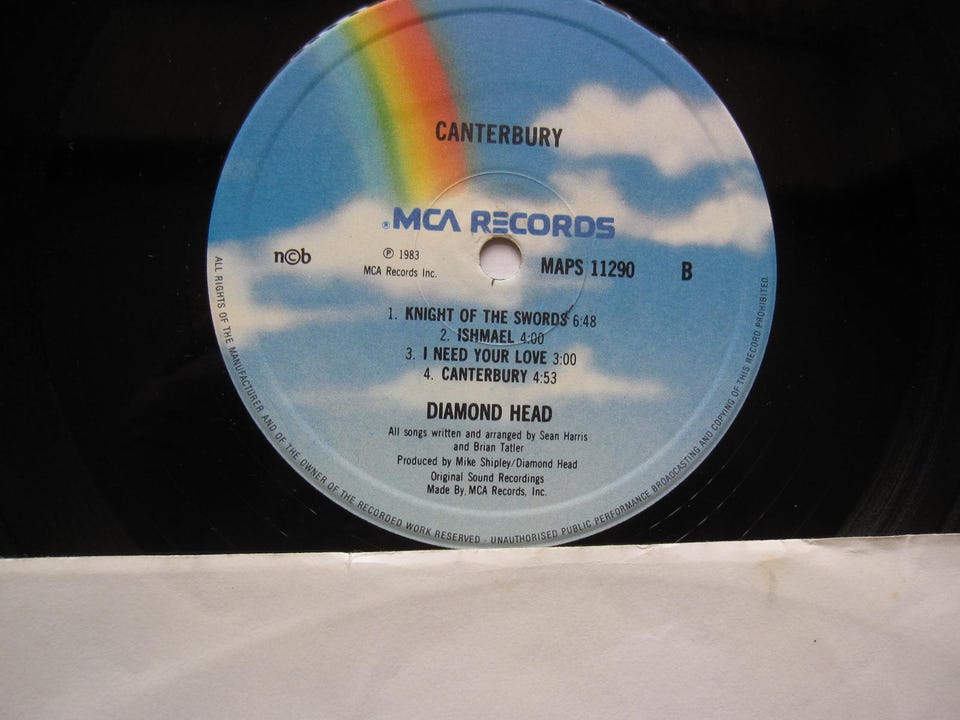 CANTERBURY
®MCA RECORDS
n©b
℗ 1983
MCA Records Inc.
MAPS 11290
B
1. KNIGHT OF THE SWORDS 6:48
2. ISHMAEL 4:00
3. I NEED YOUR LOVE 3:00
4. CANTERBURY 4:53
DIAMOND HEAD
All songs written and arranged by Sean Harris
and Brian Tatler
Produced by Mike Shipley/Diamond Head
Original Sound Recordings
Made By MCA Records, Inc.
ALL RIGHTS OF THE MANUFACTURER AND OF THE OWNER OF THE RECORDED WORK RESERVED · UNAUTHORISED PUBLIC PERFORMANCE BROADCASTING AND COPYING OF THIS RECORD PROHIBITED.